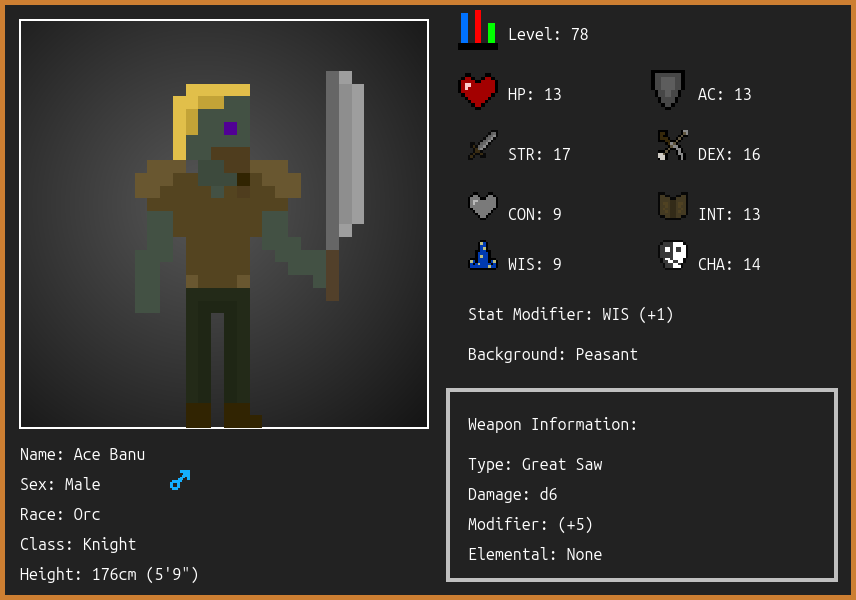 Level: 78
HP: 13
AC: 13
STR: 17
DEX: 16
CON: 9
INT: 13
WIS: 9
CHA: 14
Stat Modifier: WIS (+1)
Background: Peasant
Weapon Information:
Type: Great Saw
Damage: d6
Modifier: (+5)
Elemental: None
Name: Ace Banu
Sex: Male
Race: Orc
Class: Knight
Height: 176cm (5'9")